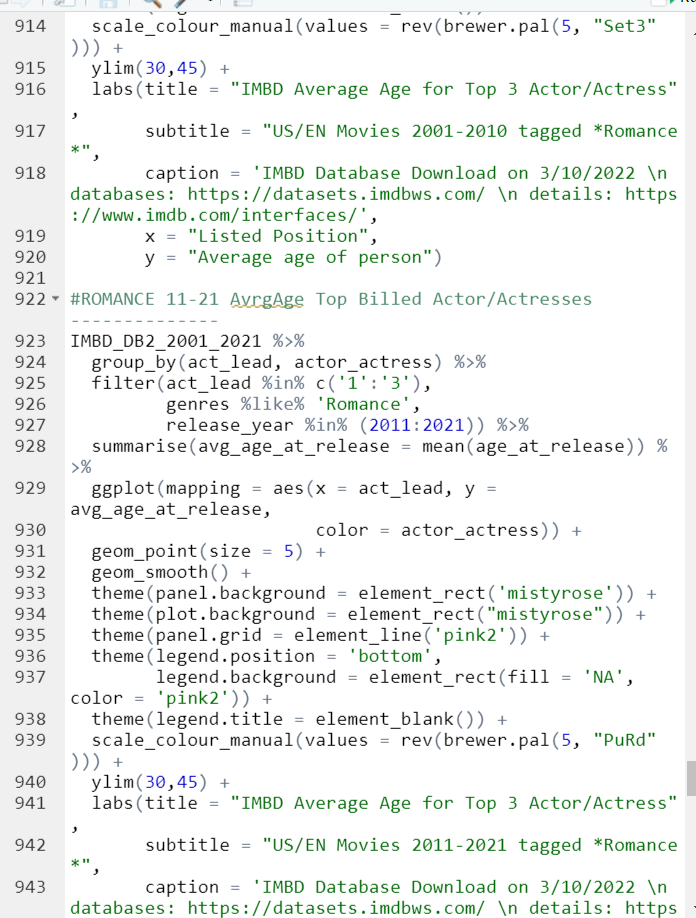 914 scale_colour_manual(values = rev(brewer.pal(5, "Set3"
))) +
915 ylim(30,45) +
916 labs(title = "IMBD Average Age for Top 3 Actor/Actress"
,
917 subtitle = "US/EN Movies 2001-2010 tagged *Romance
*",
918 caption = 'IMBD Database Download on 3/10/2022 \n
databases: https://datasets.imdbws.com/ \n details: https
://www.imdb.com/interfaces/',
919 x = "Listed Position",
920 y = "Average age of person")
921
922 #ROMANCE 11-21 AvrgAge Top Billed Actor/Actresses
--------------
923 IMBD_DB2_2001_2021 %>%
924 group_by(act_lead, actor_actress) %>%
925 filter(act_lead %in% c('1':'3'),
926 genres %like% 'Romance',
927 release_year %in% (2011:2021)) %>%
928 summarise(avg_age_at_release = mean(age_at_release)) %
>%
929 ggplot(mapping = aes(x = act_lead, y =
avg_age_at_release,
930 color = actor_actress)) +
931 geom_point(size = 5) +
932 geom_smooth() +
933 theme(panel.background = element_rect('mistyrose')) +
934 theme(plot.background = element_rect("mistyrose")) +
935 theme(panel.grid = element_line('pink2')) +
936 theme(legend.position = 'bottom',
937 legend.background = element_rect(fill = 'NA',
color = 'pink2')) +
938 theme(legend.title = element_blank()) +
939 scale_colour_manual(values = rev(brewer.pal(5, "PuRd"
))) +
940 ylim(30,45) +
941 labs(title = "IMBD Average Age for Top 3 Actor/Actress"
,
942 subtitle = "US/EN Movies 2011-2021 tagged *Romance
*",
943 caption = 'IMBD Database Download on 3/10/2022 \n
databases: https://datasets.imdbws.com/ \n details: https